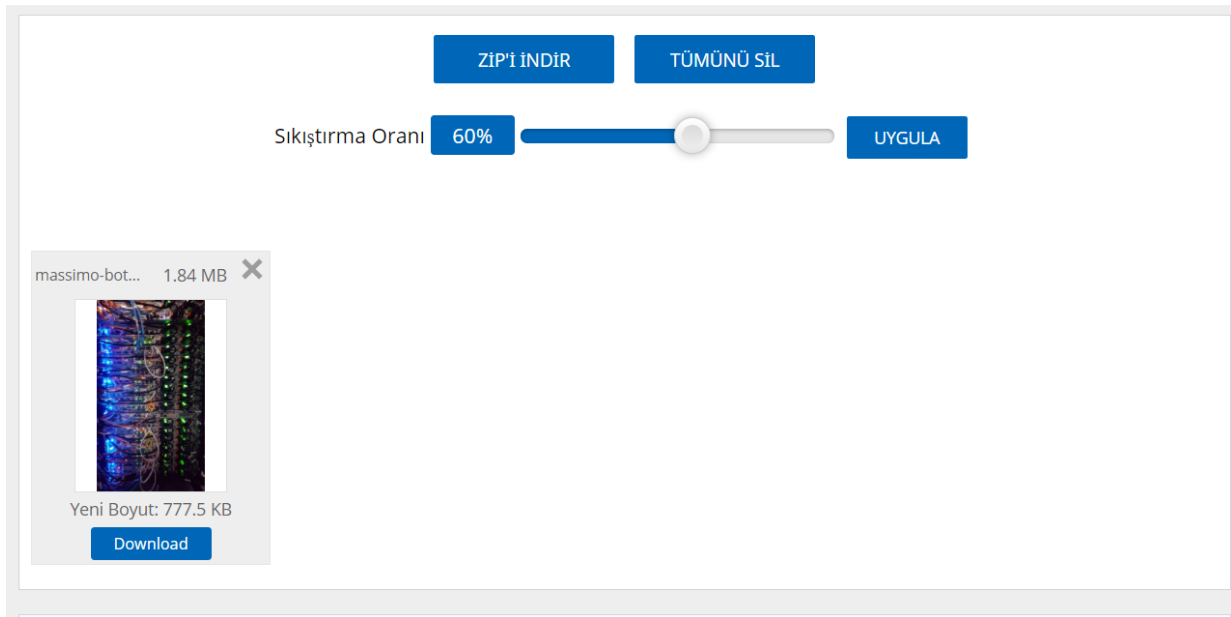 ZİP'İ İNDİR TÜMÜNÜ SİL
Sıkıştırma Oranı 60% UYGULA
massimo-bot... 1.84 MB
Yeni Boyut: 777.5 KB
Download